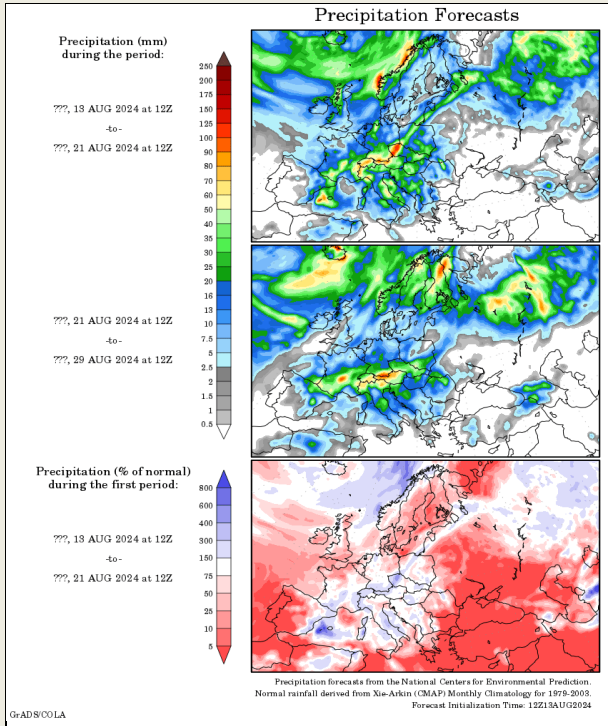 Precipitation Forecasts
Precipitation (mm)
during the period:
???, 13 AUG 2024 at 12Z
-to-
???, 21 AUG 2024 at 12Z
250
200
175
150
125
100
90
80
70
60
50
40
35
30
25
20
16
13
10
7.5
5
2.5
2
1.5
1
0.5
???, 21 AUG 2024 at 12Z
-to-
???, 29 AUG 2024 at 12Z
Precipitation (% of normal)
during the first period:
???, 13 AUG 2024 at 12Z
-to-
???, 21 AUG 2024 at 12Z
800
600
400
300
150
75
50
25
10
5
Precipitation forecasts from the National Centers for Environmental Prediction.
Normal rainfall derived from Xie-Arkin (CMAP) Monthly Climatology for 1979-2003.
Forecast Initialization Time: 12Z13AUG2024
GrADS/COLA